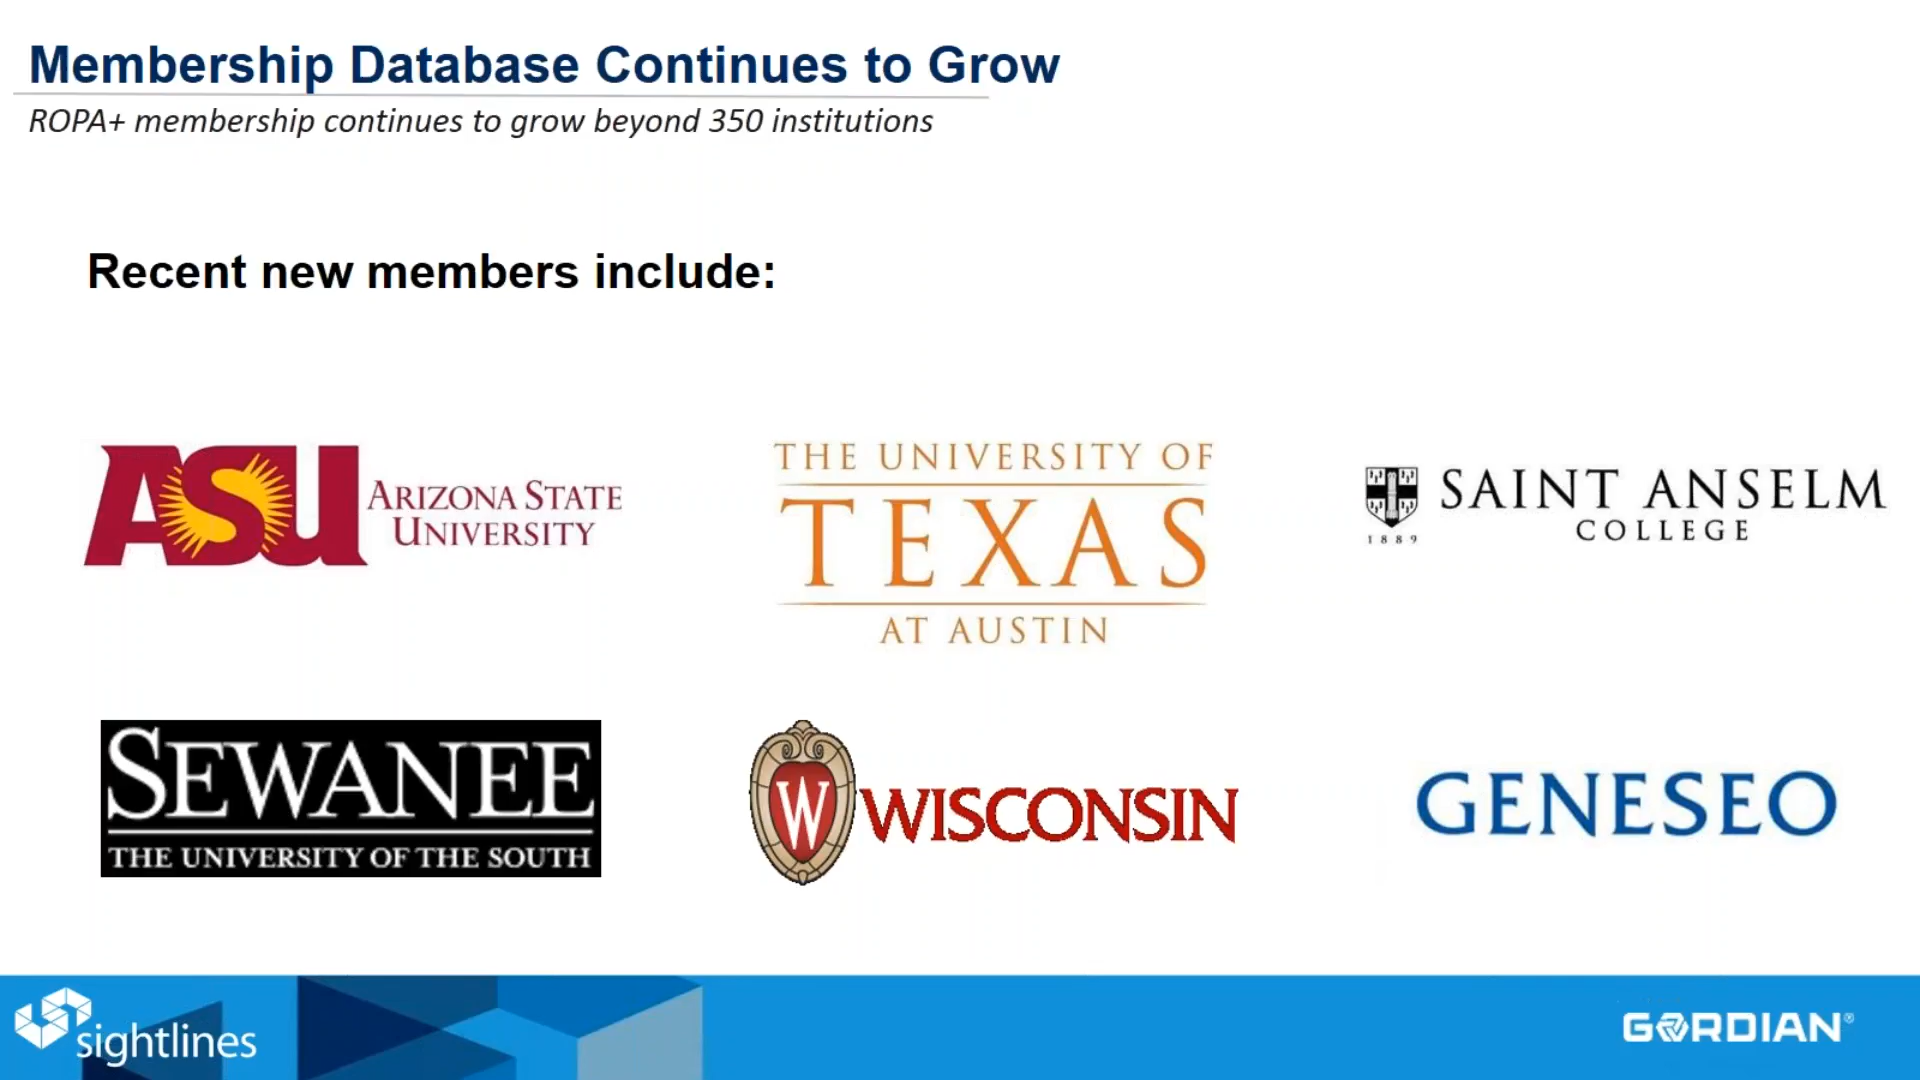 Membership Database Continues to Grow
ROPA+ membership continues to grow beyond 350 institutions
Recent new members include:
ASU
ARIZONA STATE
UNIVERSITY
THE UNIVERSITY OF
TEXAS
AT AUSTIN
SAINT ANSELM
COLLEGE
1889
SEWANEE
THE UNIVERSITY OF THE SOUTH
W
WISCONSIN
GENESEO
sightlines
GORDIAN®